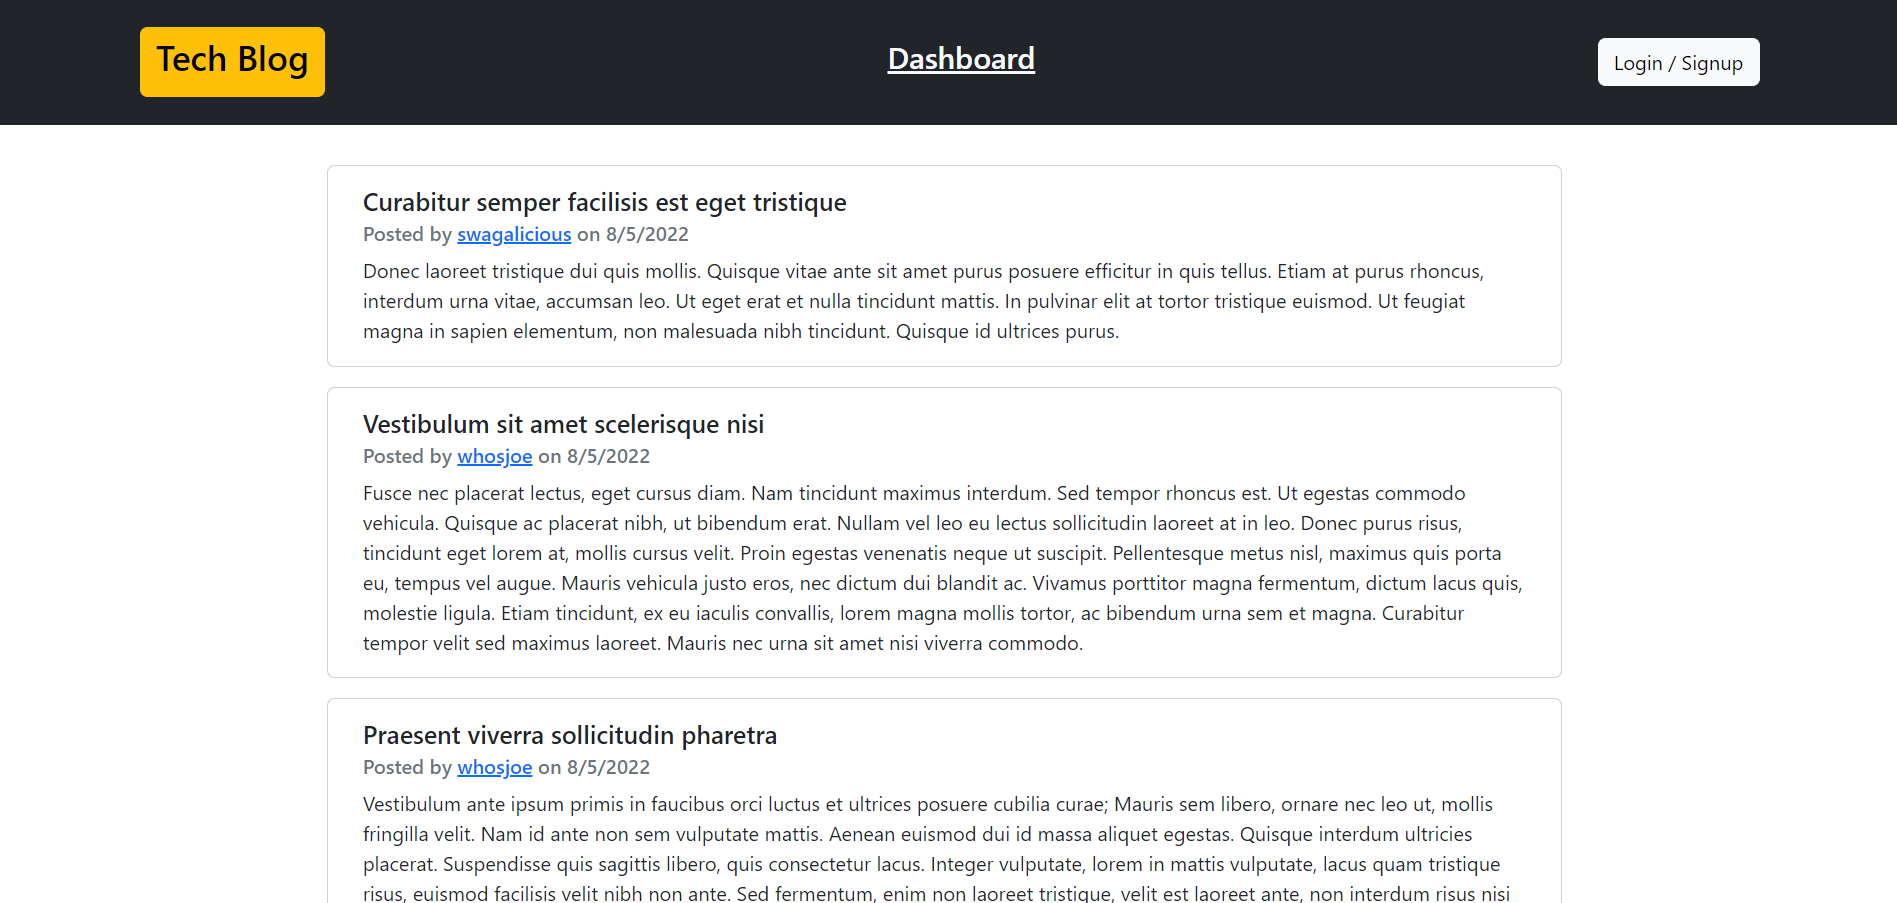 Tech Blog
Dashboard
Login / Signup
Curabitur semper facilisis est eget tristique
Posted by swagalicious on 8/5/2022
Donec laoreet tristique dui quis mollis. Quisque vitae ante sit amet purus posuere efficitur in quis tellus. Etiam at purus rhoncus,
interdum urna vitae, accumsan leo. Ut eget erat et nulla tincidunt mattis. In pulvinar elit at tortor tristique euismod. Ut feugiat
magna in sapien elementum, non malesuada nibh tincidunt. Quisque id ultrices purus.
Vestibulum sit amet scelerisque nisi
Posted by whosjoe on 8/5/2022
Fusce nec placerat lectus, eget cursus diam. Nam tincidunt maximus interdum. Sed tempor rhoncus est. Ut egestas commodo
vehicula. Quisque ac placerat nibh, ut bibendum erat. Nullam vel leo eu lectus sollicitudin laoreet at in leo. Donec purus risus,
tincidunt eget lorem at, mollis cursus velit. Proin egestas venenatis neque ut suscipit. Pellentesque metus nisl, maximus quis porta
eu, tempus vel augue. Mauris vehicula justo eros, nec dictum dui blandit ac. Vivamus porttitor magna fermentum, dictum lacus quis,
molestie ligula. Etiam tincidunt, ex eu iaculis convallis, lorem magna mollis tortor, ac bibendum urna sem et magna. Curabitur
tempor velit sed maximus laoreet. Mauris nec urna sit amet nisi viverra commodo.
Praesent viverra sollicitudin pharetra
Posted by whosjoe on 8/5/2022
Vestibulum ante ipsum primis in faucibus orci luctus et ultrices posuere cubilia curae; Mauris sem libero, ornare nec leo ut, mollis
fringilla velit. Nam id ante non sem vulputate mattis. Aenean euismod dui id massa aliquet egestas. Quisque interdum ultricies
placerat. Suspendisse quis sagittis libero, quis consectetur lacus. Integer vulputate, lorem in mattis vulputate, lacus quam tristique
risus, euismod facilisis velit nibh non ante. Sed fermentum, enim non laoreet tristique, velit est laoreet ante, non interdum risus nisi